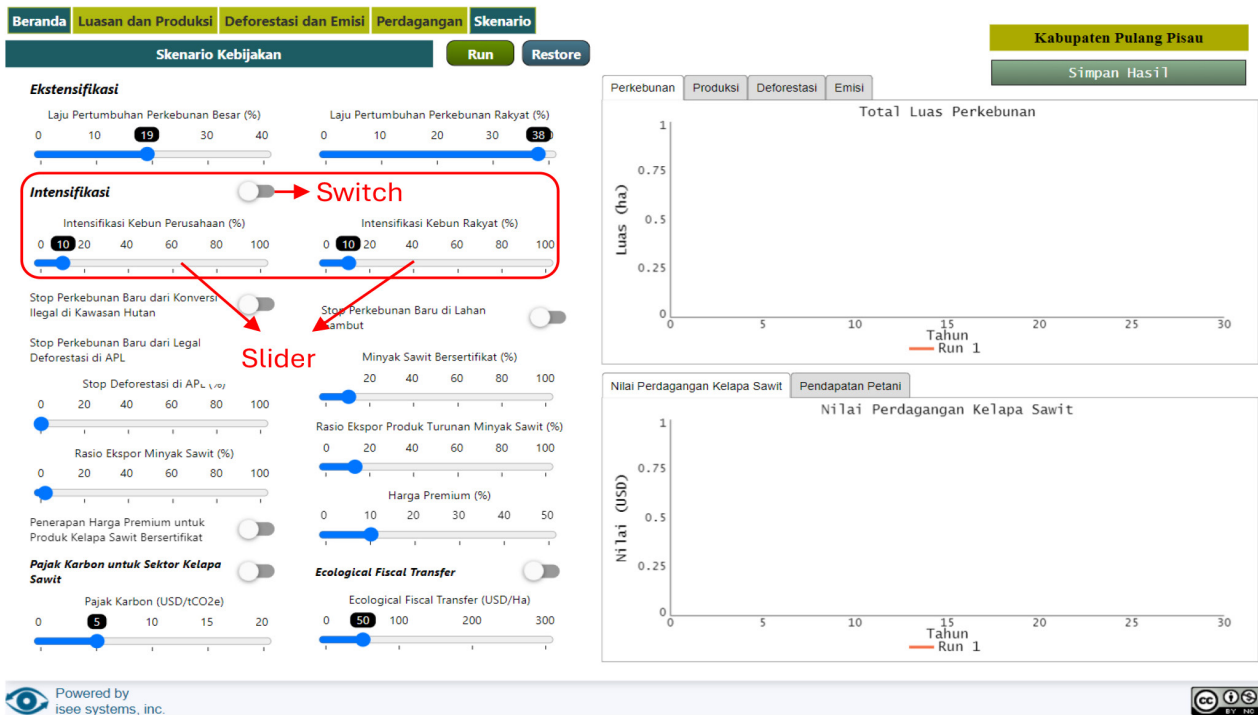 Beranda Luasan dan Produksi Deforestasi dan Emisi Perdagangan Skenario
Skenario Kebijakan Run Restore
Kabupaten Pulang Pisau
Simpan Hasil
Ekstensifikasi
Laju Pertumbuhan Perkebunan Besar (%)
0 10 19 30 40
Laju Pertumbuhan Perkebunan Rakyat (%)
0 10 20 30 38
Intensifikasi
Switch
Intensifikasi Kebun Perusahaan (%)
0 10 20 40 60 80 100
Intensifikasi Kebun Rakyat (%)
0 10 20 40 60 80 100
Stop Perkebunan Baru dari Konversi
Ilegal di Kawasan Hutan
Stop Perkebunan Baru di Lahan
Slider
Stop Perkebunan Baru dari Legal
Deforestasi di APL
Minyak Sawit Bersertifikat (%)
20 40 60 80 100
Stop Deforestasi di
0 20 40 60 80 100
Rasio Ekspor Produk Turunan Minyak Sawit (%)
0 20 40 60 80 100
Rasio Ekspor Minyak Sawit (%)
0 20 40 60 80 100
Harga Premium (%)
0 10 20 30 40 50
Penerapan Harga Premium untuk
Produk Kelapa Sawit Bersertifikat
Pajak Karbon untuk Sektor Kelapa
Sawit
Ecological Fiscal Transfer
Pajak Karbon (USD/tCO2e)
0 5 10 15 20
Ecological Fiscal Transfer (USD/Ha)
0 50 100 200 300
Perkebunan Produksi Deforestasi Emisi
Total Luas Perkebunan
Luas (ha)
1
0.75
0.5
0.25
0
0 5 10 15 20 25 30
Tahun
Run 1
Nilai Perdagangan Kelapa Sawit Pendapatan Petani
Nilai Perdagangan Kelapa Sawit
Nilai (USD)
1
0.75
0.5
0.25
0
0 5 10 15 20 25 30
Tahun
Run 1
Powered by
isee systems, inc.
cc
BY NC